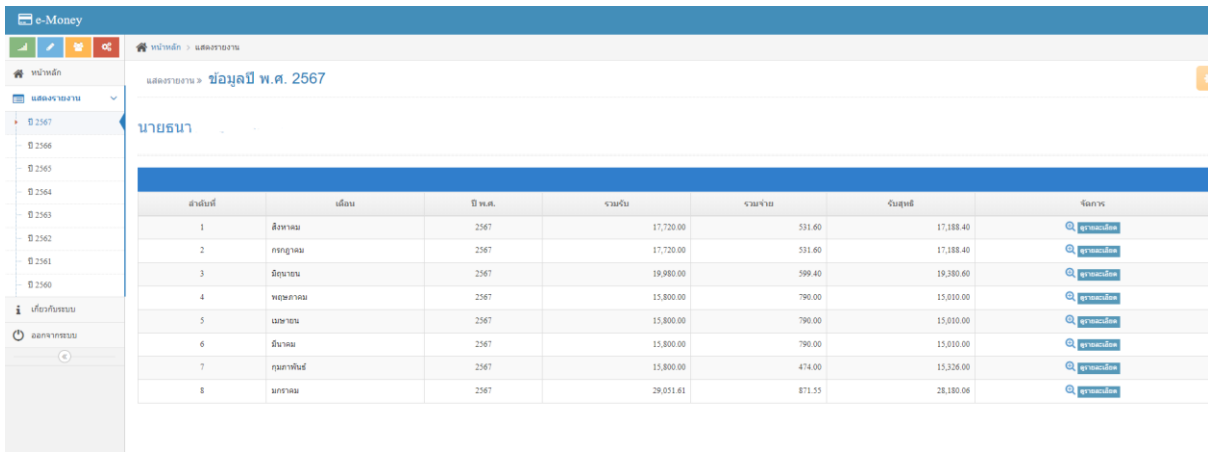 e-Money
หน้าหลัก > แสดงรายงาน
หน้าหลัก
แสดงรายงาน
ปี 2567
ปี 2566
ปี 2565
ปี 2564
ปี 2563
ปี 2562
ปี 2561
ปี 2560
เกี่ยวกับระบบ
ออกจากระบบ
แสดงรายงาน » ข้อมูลปี พ.ศ. 2567
นายธนา
ลำดับที่ เดือน ปี พ.ศ. รวมรับ รวมจ่าย รับสุทธิ จัดการ
1 สิงหาคม 2567 17,720.00 531.60 17,188.40 ดูรายละเอียด
2 กรกฎาคม 2567 17,720.00 531.60 17,188.40 ดูรายละเอียด
3 มิถุนายน 2567 19,980.00 599.40 19,380.60 ดูรายละเอียด
4 พฤษภาคม 2567 15,800.00 790.00 15,010.00 ดูรายละเอียด
5 เมษายน 2567 15,800.00 790.00 15,010.00 ดูรายละเอียด
6 มีนาคม 2567 15,800.00 790.00 15,010.00 ดูรายละเอียด
7 กุมภาพันธ์ 2567 15,800.00 474.00 15,326.00 ดูรายละเอียด
8 มกราคม 2567 29,051.61 871.55 28,180.06 ดูรายละเอียด